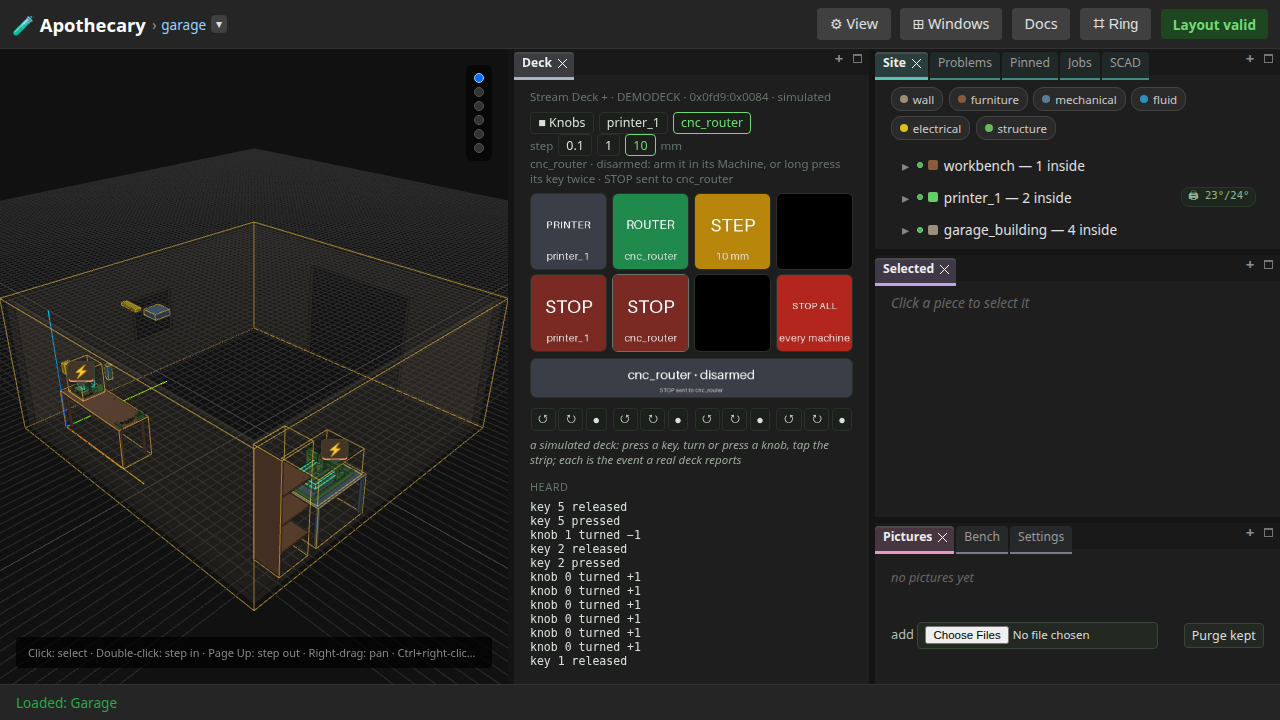 Apothecary › garage ▾
⚙ View
⊞ Windows
Docs
⌗ Ring
Layout valid
Deck
Stream Deck + · DEMODECK · 0x0fd9:0x0084 · simulated
■ Knobs printer_1 cnc_router
step 0.1 1 10 mm
cnc_router · disarmed: arm it in its Machine, or long press
its key twice · STOP sent to cnc_router
PRINTER
printer_1
ROUTER
cnc_router
STEP
10 mm
STOP
printer_1
STOP
cnc_router
STOP ALL
every machine
cnc_router · disarmed
STOP sent to cnc_router
a simulated deck: press a key, turn or press a knob, tap the
strip; each is the event a real deck reports
HEARD
key 5 released
key 5 pressed
knob 1 turned −1
key 2 released
key 2 pressed
knob 0 turned +1
knob 0 turned +1
knob 0 turned +1
knob 0 turned +1
knob 0 turned +1
knob 0 turned +1
key 1 released
Site Problems Pinned Jobs SCAD
wall furniture mechanical fluid
electrical structure
workbench — 1 inside
printer_1 — 2 inside 23°/24°
garage_building — 4 inside
Selected
Click a piece to select it
Pictures Bench Settings
no pictures yet
add Choose Files No file chosen Purge kept
Click: select · Double-click: step in · Page Up: step out · Right-drag: pan · Ctrl+right-clic...
Loaded: Garage